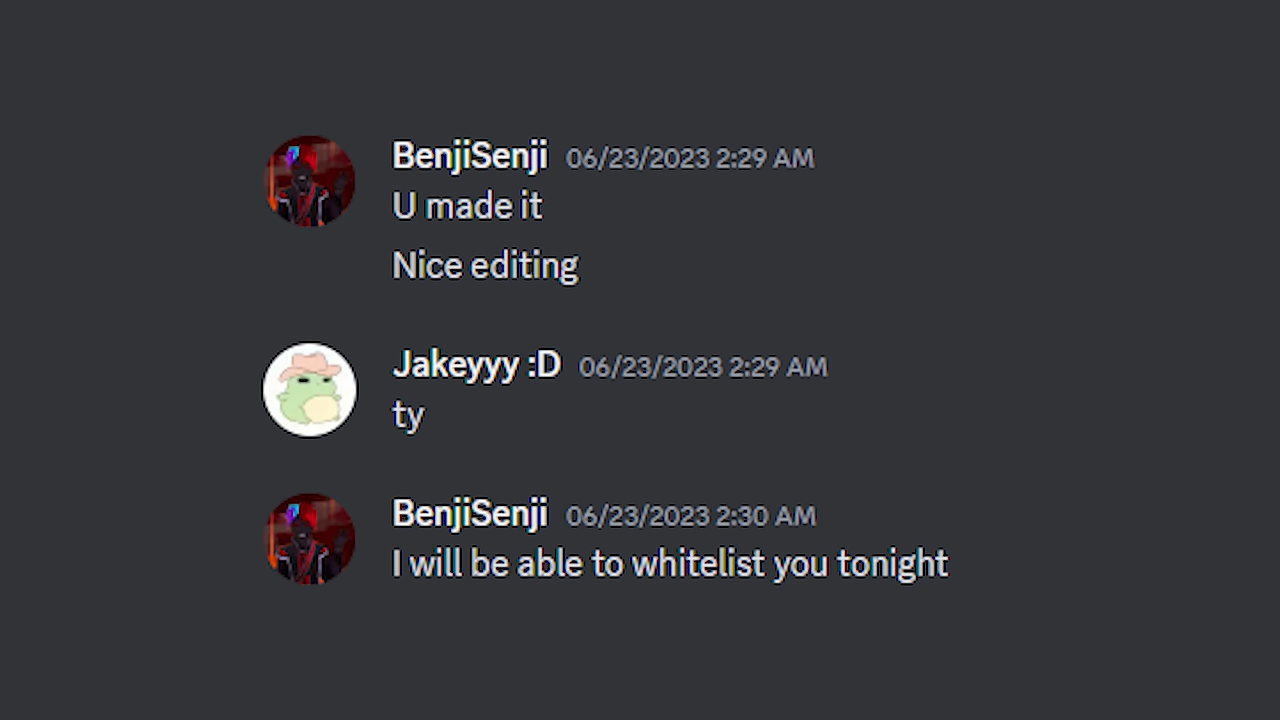 BenjiSenji 06/23/2023 2:29 AM
U made it
Nice editing
Jakeyyy :D 06/23/2023 2:29 AM
ty
BenjiSenji 06/23/2023 2:30 AM
I will be able to whitelist you tonight